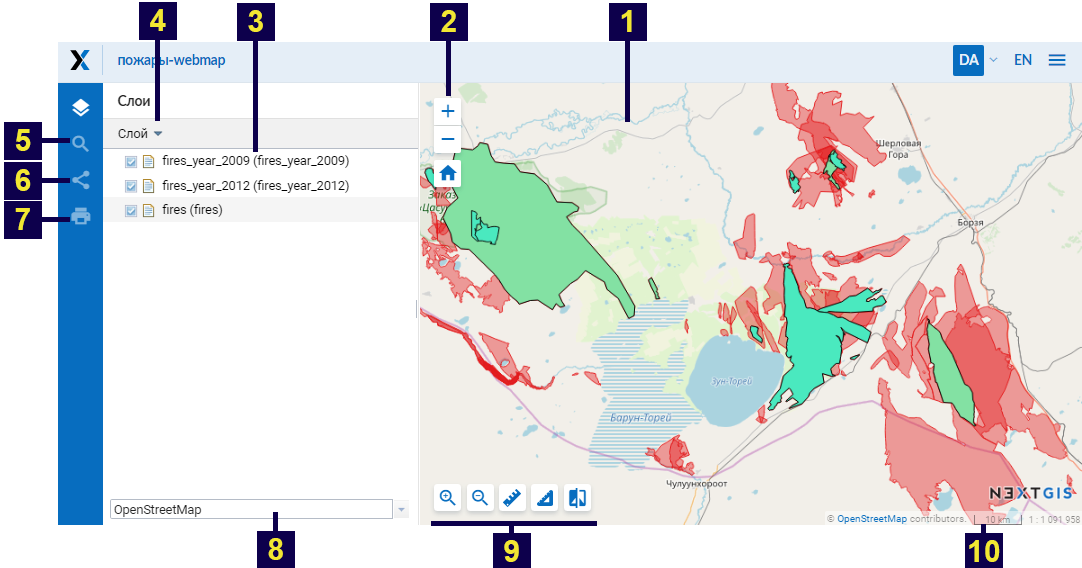 4
3
2
1
пожары-webmap
DA
EN
Слои
Слой
fires_year_2009 (fires_year_2009)
fires_year_2012 (fires_year_2012)
fires (fires)
5
6
7
Шерловая
Гора
Борзя
Зака
Цасу
Зун-Торей
Барун-Торей
Чулуунхороот
NEXTGIS
OpenStreetMap
© OpenStreetMap contributors.
10 km
1 : 1 091 958
8
9
10